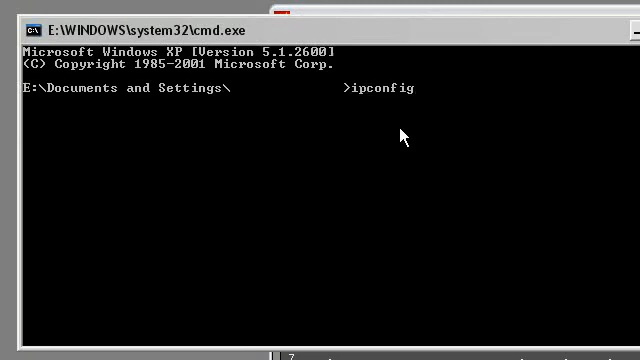 E:\WINDOWS\system32\cmd.exe
Microsoft Windows XP [Version 5.1.2600]
(C) Copyright 1985-2001 Microsoft Corp.
E:\Documents and Settings\ >ipconfig
7